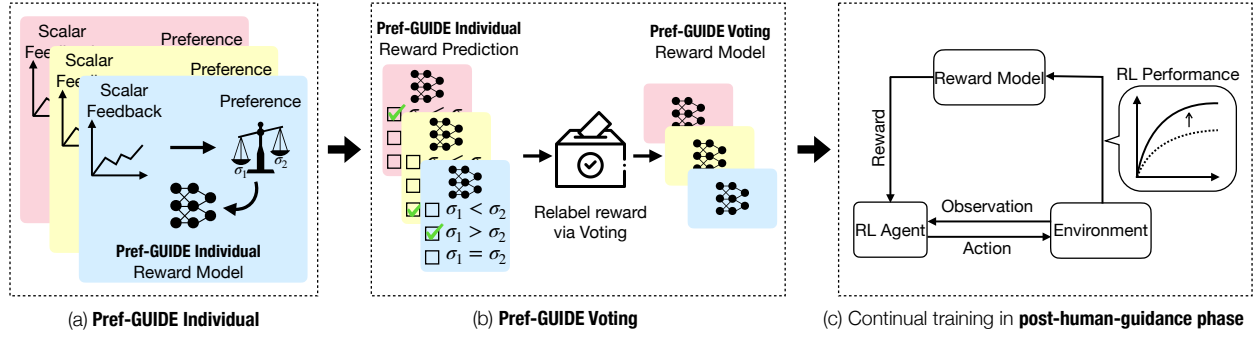 Scalar
Preference
Scalar
Preference
Scalar
Feedback
Preference
σ₁
σ₂
Pref-GUIDE Individual
Reward Model
(a) Pref-GUIDE Individual
Pref-GUIDE Individual
Reward Prediction
σ₁ < σ₂
σ₁ > σ₂
σ₁ = σ₂
Relabel reward
via Voting
Pref-GUIDE Voting
Reward Model
(b) Pref-GUIDE Voting
Reward Model
RL Performance
Reward
Observation
RL Agent
Environment
Action
(c) Continual training in post-human-guidance phase